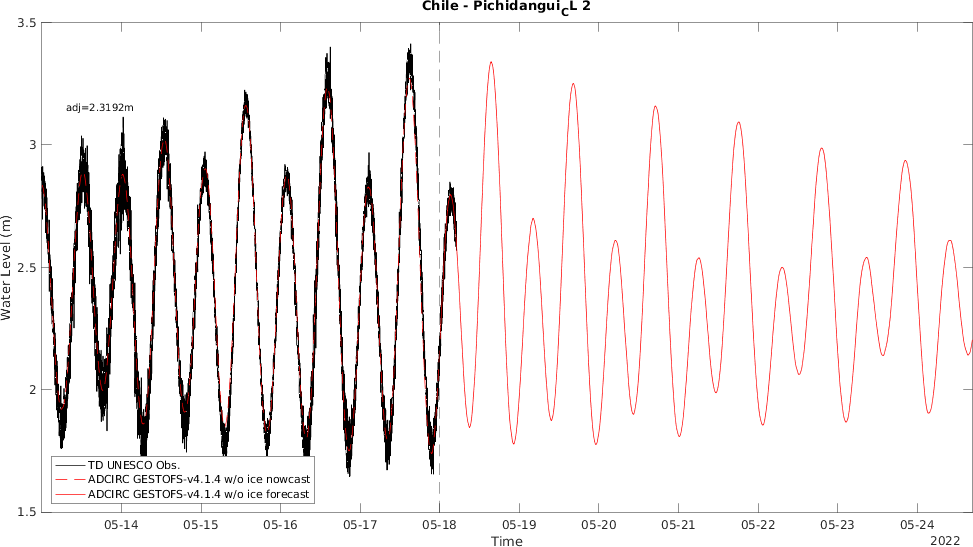 Chile - PichidanguiCL 2
3.5
3
2.5
2
1.5
Water Level (m)
adj=2.3192m
TD UNESCO Obs.
ADCIRC GESTOFS-v4.1.4 w/o ice nowcast
ADCIRC GESTOFS-v4.1.4 w/o ice forecast
05-14 05-15 05-16 05-17 05-18 05-19 05-20 05-21 05-22 05-23 05-24
Time
2022